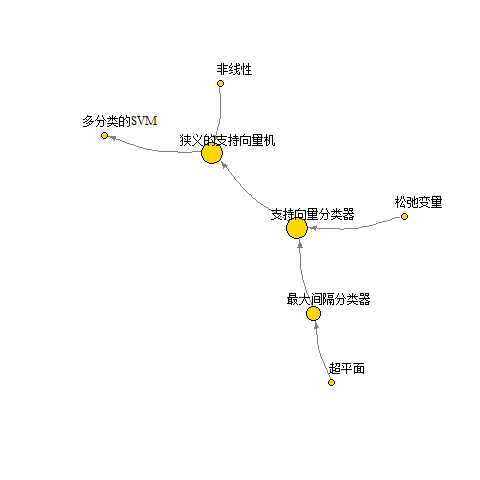 非线性
多分类的SVM
狭义的支持向量机
松弛变量
支持向量分类器
最大间隔分类器
超平面